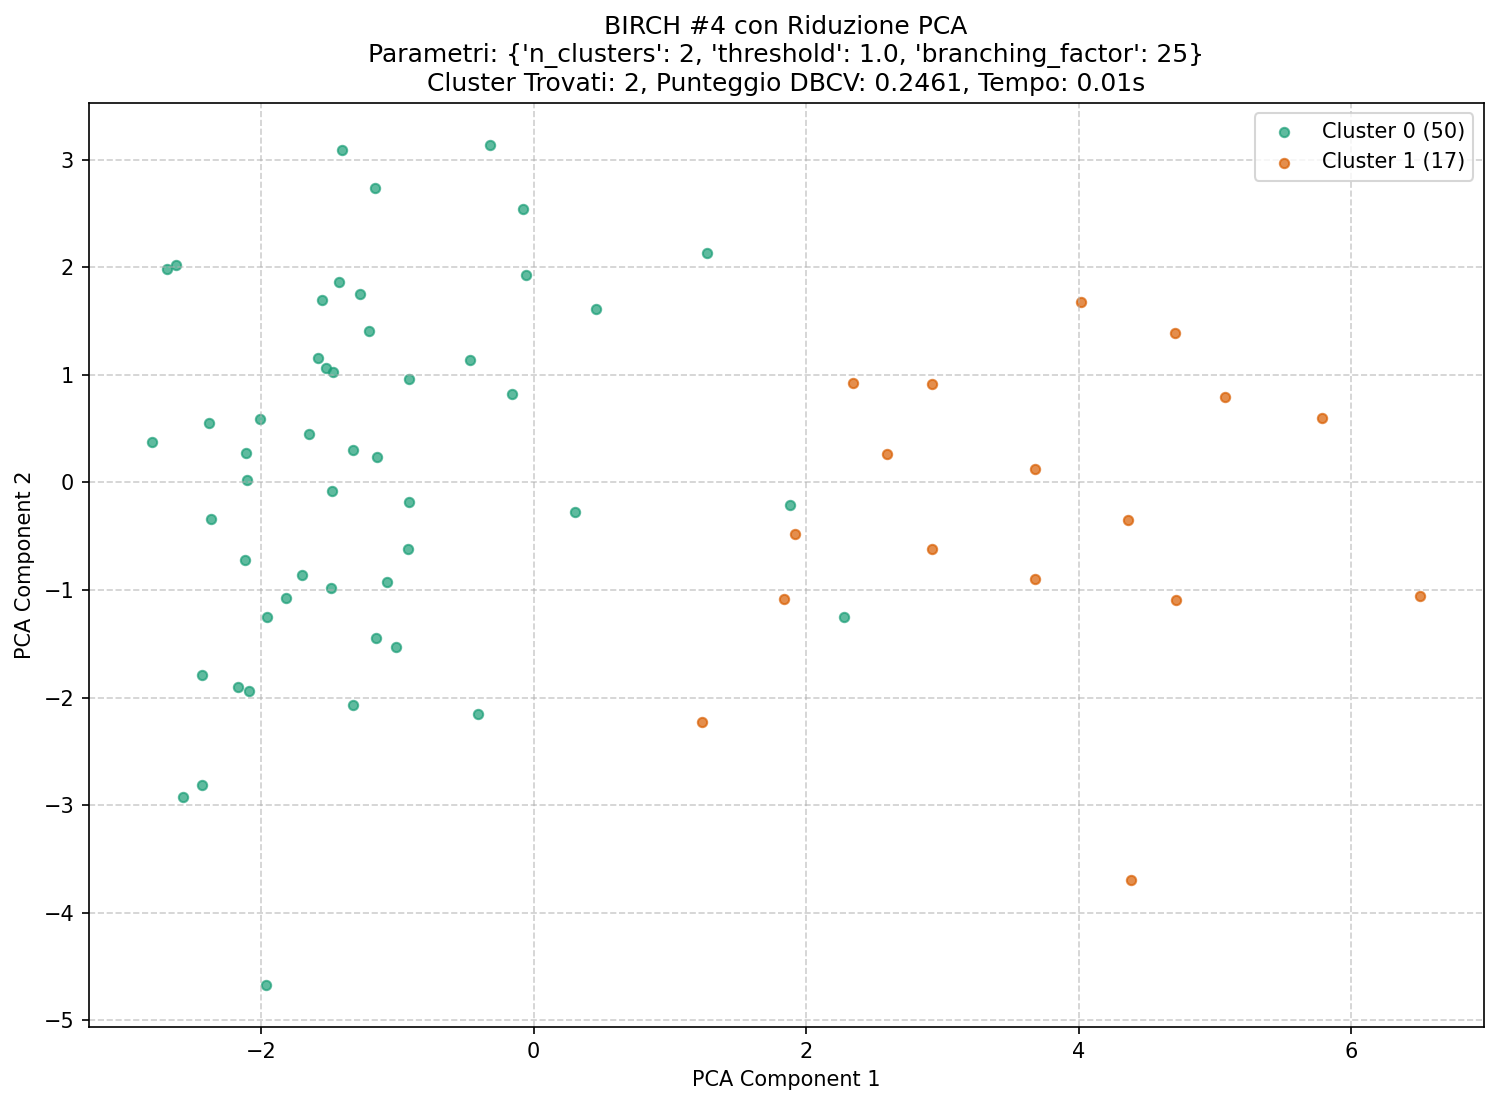 BIRCH #4 con Riduzione PCA
Parametri: {'n_clusters': 2, 'threshold': 1.0, 'branching_factor': 25}
Cluster Trovati: 2, Punteggio DBCV: 0.2461, Tempo: 0.01s
Cluster 0 (50)
Cluster 1 (17)
3
2
1
0
−1
−2
−3
−4
−5
PCA Component 2
−2
0
2
4
6
PCA Component 1